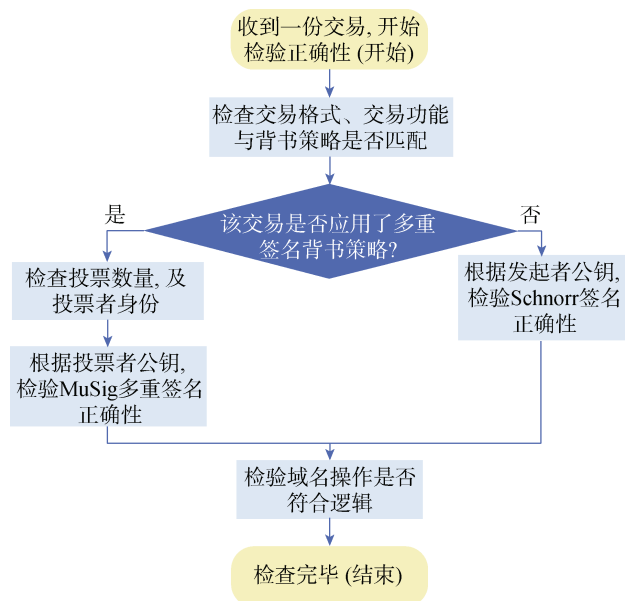 收到一份交易, 开始
检验正确性 (开始)
检查交易格式、交易功能
与背书策略是否匹配
该交易是否应用了多重
签名背书策略?
是
否
检查投票数量, 及
投票者身份
根据发起者公钥,
检验Schnorr签名
正确性
根据投票者公钥,
检验MuSig多重签名
正确性
检验域名操作是否
符合逻辑
检查完毕 (结束)